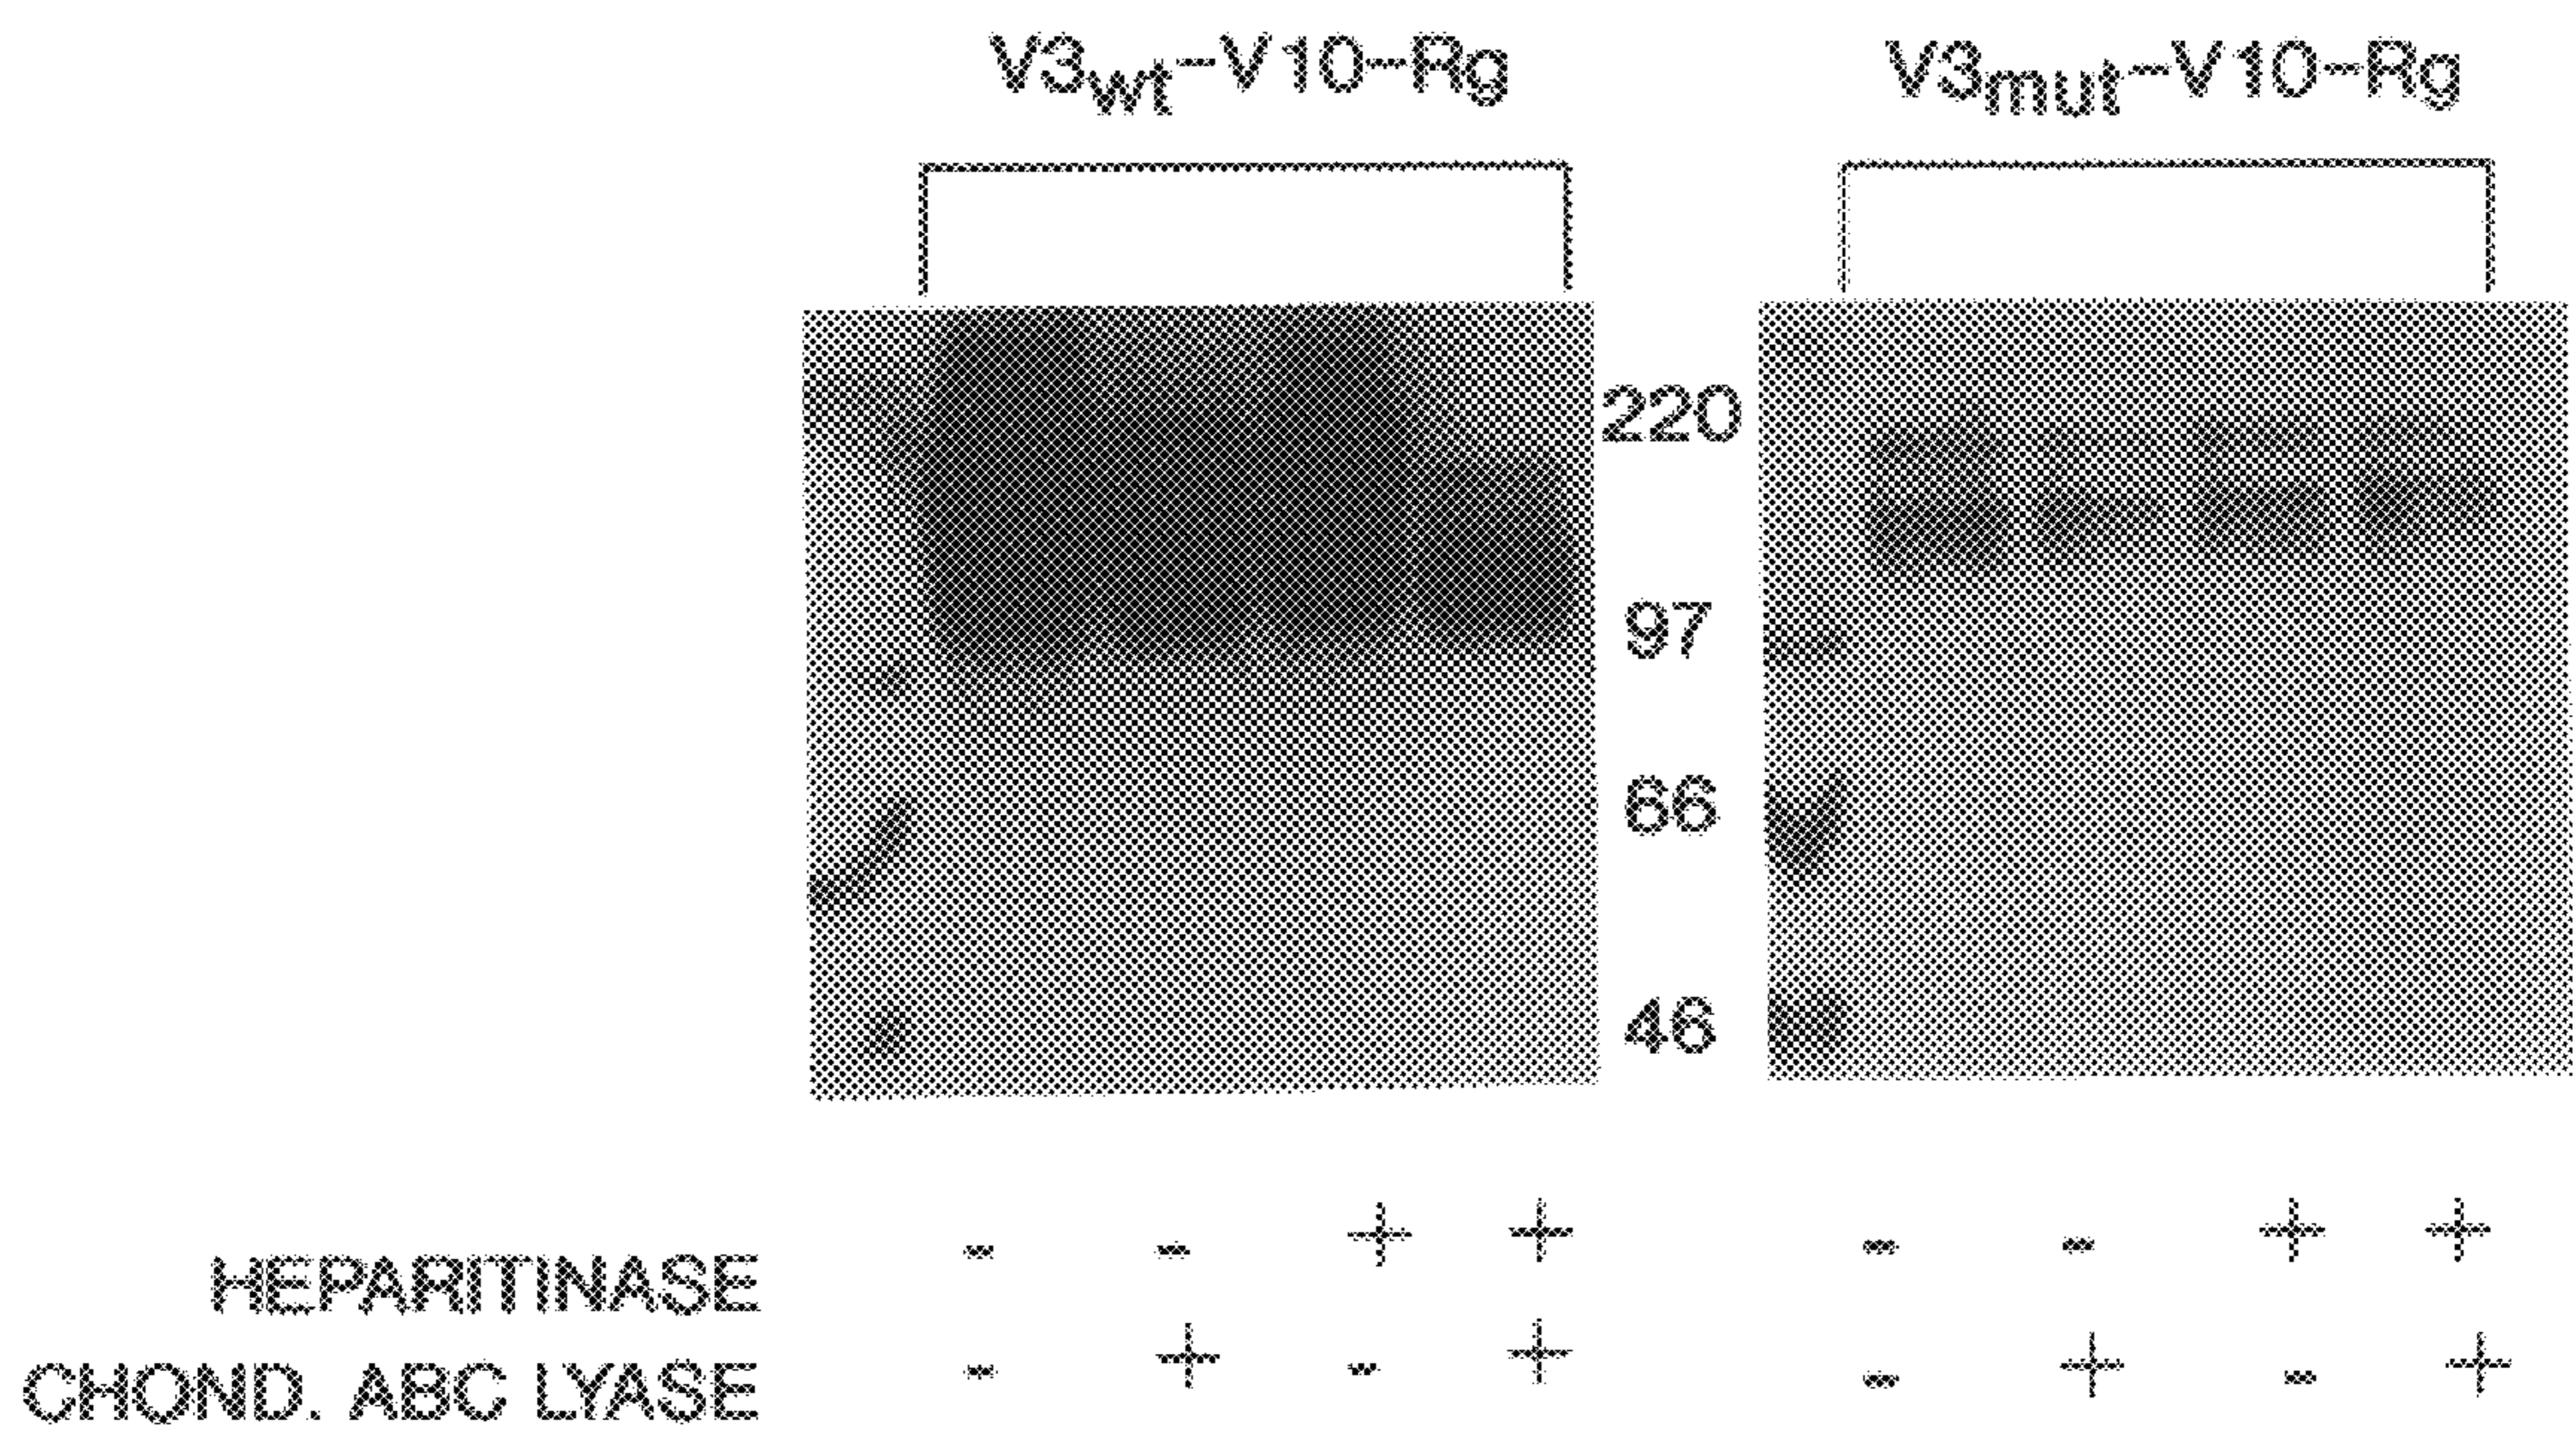 V3wt-V10-Rg V3mut-V10-Rg
220
97
66
46
HEPARITINASE - - + + - - + +
CHOND. ABC LYASE - + - + - + - +